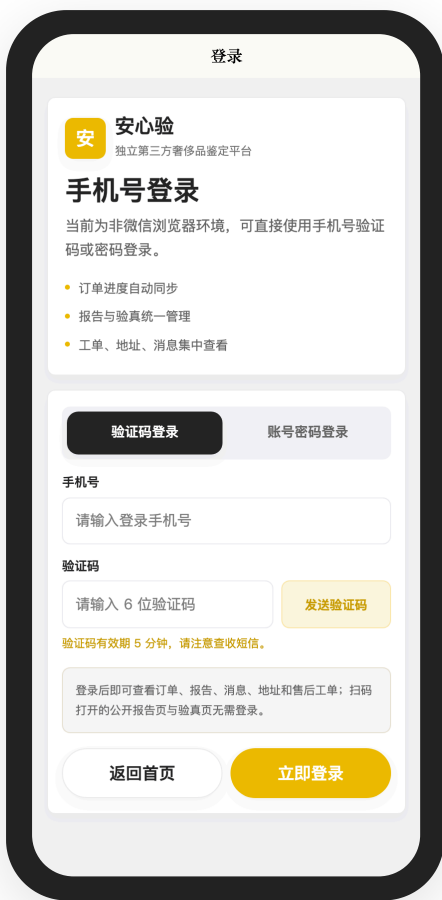 登录
安
安心验
独立第三方奢侈品鉴定平台
手机号登录
当前为非微信浏览器环境，可直接使用手机号验证
码或密码登录。
订单进度自动同步
报告与验真统一管理
工单、地址、消息集中查看
验证码登录
账号密码登录
手机号
请输入登录手机号
验证码
请输入 6 位验证码
发送验证码
验证码有效期 5 分钟，请注意查收短信。
登录后即可查看订单、报告、消息、地址和售后工单；扫码
打开的公开报告页与验真页无需登录。
返回首页
立即登录